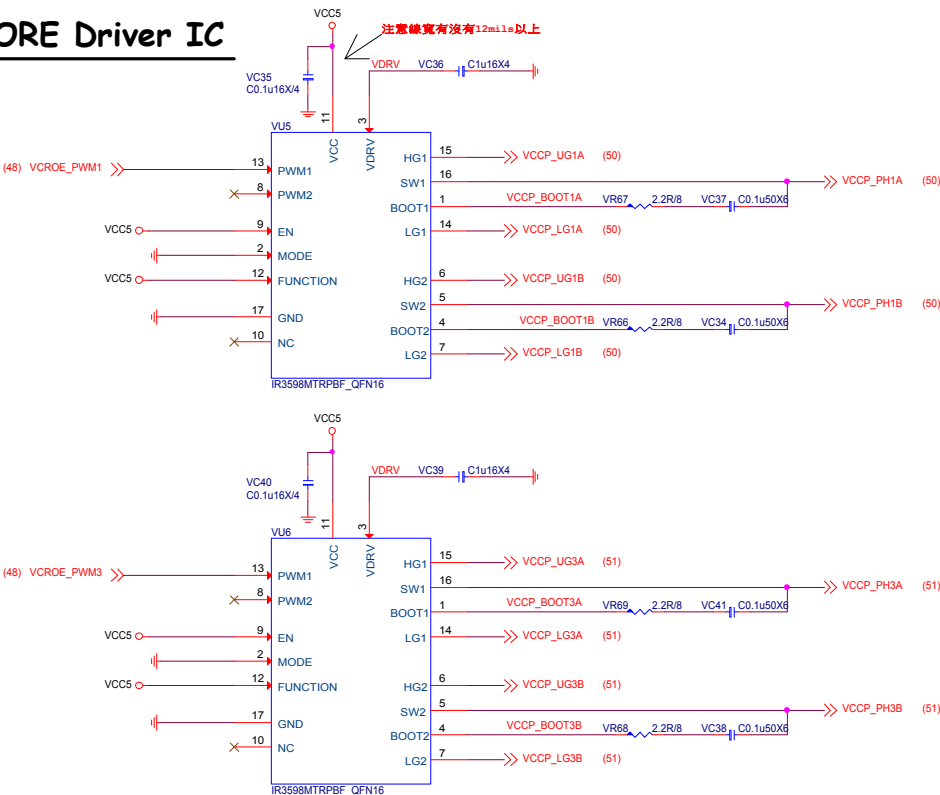 ORE Driver IC
VCC5
注意線寬有沒有12mils以上
VC35
C0.1u16X/4
VDRV VC36 C1u16X4
VU5
11 3
VCC VDRV
(48) VCROE_PWM1 13 PWM1
8 PWM2
VCC5 9 EN
2 MODE
VCC5 12 FUNCTION
17 GND
10 NC
HG1 15 VCCP_UG1A (50)
SW1 16 VCCP_PH1A (50)
BOOT1 1 VCCP_BOOT1A VR67 2.2R/8 VC37 C0.1u50X6
LG1 14 VCCP_LG1A (50)
HG2 6 VCCP_UG1B (50)
SW2 5 VCCP_PH1B (50)
BOOT2 4 VCCP_BOOT1B VR66 2.2R/8 VC34 C0.1u50X6
LG2 7 VCCP_LG1B (50)
IR3598MTRPBF_QFN16
VCC5
VC40
C0.1u16X/4
VDRV VC39 C1u16X4
VU6
11 3
VCC VDRV
(48) VCROE_PWM3 13 PWM1
8 PWM2
VCC5 9 EN
2 MODE
VCC5 12 FUNCTION
17 GND
10 NC
HG1 15 VCCP_UG3A (51)
SW1 16 VCCP_PH3A (51)
BOOT1 1 VCCP_BOOT3A VR69 2.2R/8 VC41 C0.1u50X6
LG1 14 VCCP_LG3A (51)
HG2 6 VCCP_UG3B (51)
SW2 5 VCCP_PH3B (51)
BOOT2 4 VCCP_BOOT3B VR68 2.2R/8 VC38 C0.1u50X6
LG2 7 VCCP_LG3B (51)
IR3598MTRPBF_QFN16